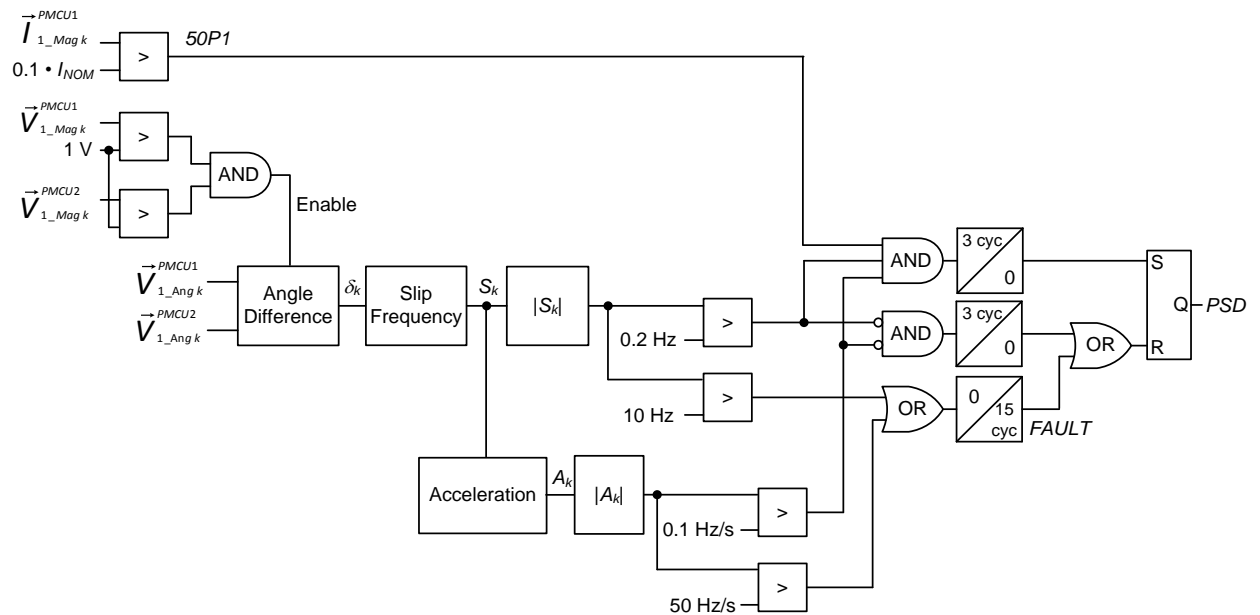 I 1_Mag k PMCU1
50P1
>
0.1 • I NOM
V 1_Mag k PMCU1
>
1 V
AND
V 1_Mag k PMCU2
>
Enable
3 cyc
0
AND
S
Q
PSD
R
V 1_Ang k PMCU1
V 1_Ang k PMCU2
Angle
Difference
δk
Slip
Frequency
Sk
|Sk|
>
0.2 Hz
AND
3 cyc
0
OR
>
10 Hz
OR
0
15
cyc
FAULT
Acceleration
Ak
|Ak|
>
0.1 Hz/s
>
50 Hz/s